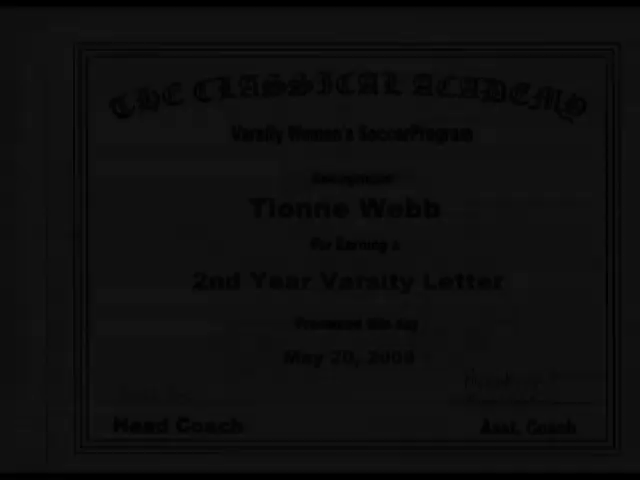 THE CLASSICAL ACADEMY
Varsity Women's Soccer Program
Recognizes
Tionne Webb
For Earning a
2nd Year Varsity Letter
Presented this day
May 20,
Head Coach
Asst. Coach